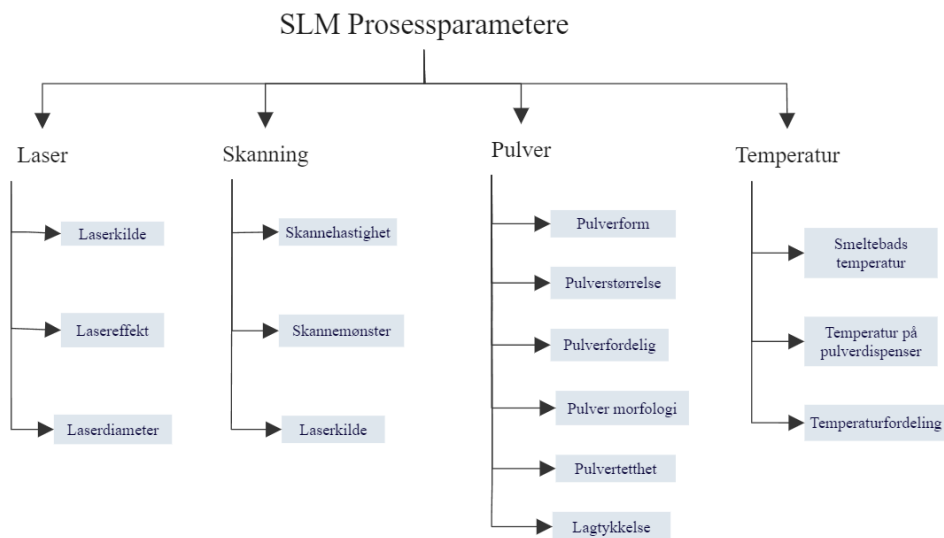 SLM Prosessparametere
Laser
Skanning
Pulver
Temperatur
Laserkilde
Lasereffekt
Laserdiameter
Skannehastighet
Skannemønster
Laserkilde
Pulverform
Pulverstørrelse
Pulverfordelig
Pulver morfologi
Pulvertetthet
Lagtykkelse
Smeltebads
temperatur
Temperatur på
pulverdispenser
Temperaturfordeling